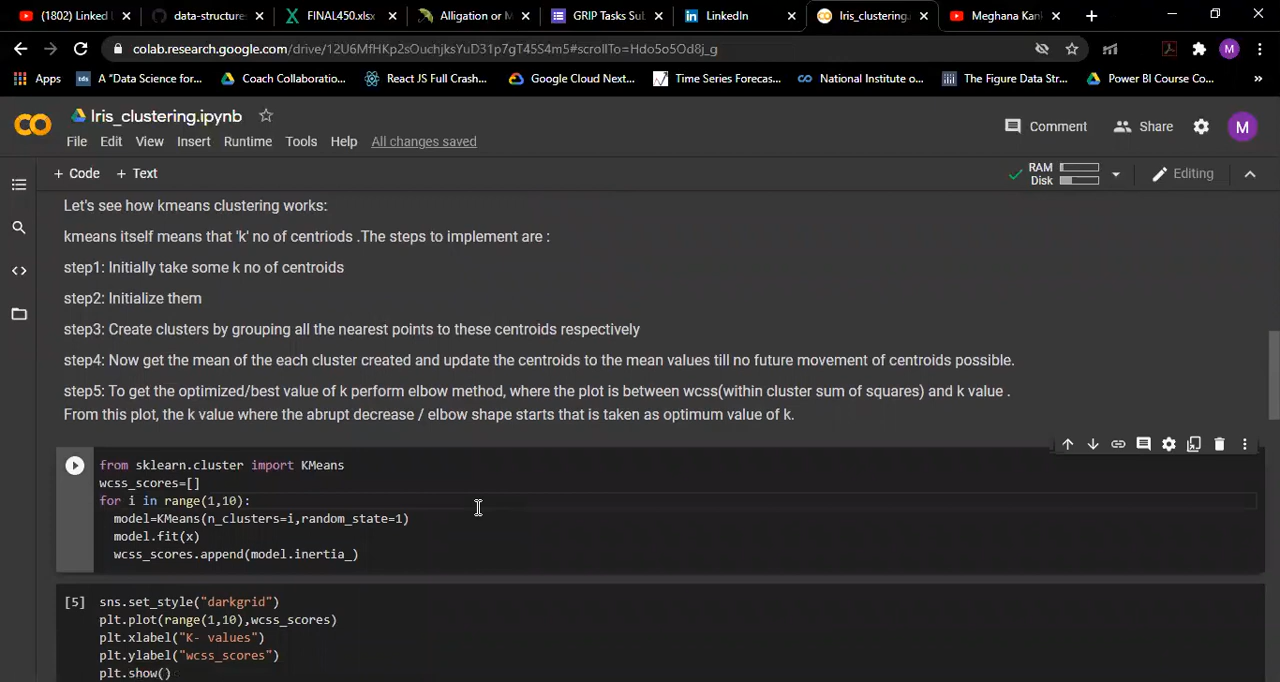 (1802) Linked
data-structure
FINAL450.xlsx
Alligation or M
GRIP Tasks Su
LinkedIn
Iris_clustering.
Meghana Kan
colab.research.google.com/drive/12U6MfHKp2sOuchjksYuD31p7gT45S4m5#scrollTo=Hdo5o5Od8j_g
M
Apps
tds
A "Data Science for...
Coach Collaboratio...
React JS Full Crash...
Google Cloud Next...
Time Series Forecas...
National Institute o...
The Figure Data Str...
Power BI Course Co...
»
Iris_clustering.ipynb
File Edit View Insert Runtime Tools Help All changes saved
Comment
Share
M
+ Code + Text
RAM
Disk
Editing
Let's see how kmeans clustering works:
kmeans itself means that 'k' no of centriods .The steps to implement are :
step1: Initially take some k no of centroids
step2: Initialize them
step3: Create clusters by grouping all the nearest points to these centroids respectively
step4: Now get the mean of the each cluster created and update the centroids to the mean values till no future movement of centroids possible.
step5: To get the optimized/best value of k perform elbow method, where the plot is between wcss(within cluster sum of squares) and k value .
From this plot, the k value where the abrupt decrease / elbow shape starts that is taken as optimum value of k.
from sklearn.cluster import KMeans
wcss_scores=[]
for i in range(1,10):
model=KMeans(n_clusters=i,random_state=1)
model.fit(x)
wcss_scores.append(model.inertia_)
[5] sns.set_style("darkgrid")
plt.plot(range(1,10),wcss_scores)
plt.xlabel("K- values")
plt.ylabel("wcss_scores")
plt.show()